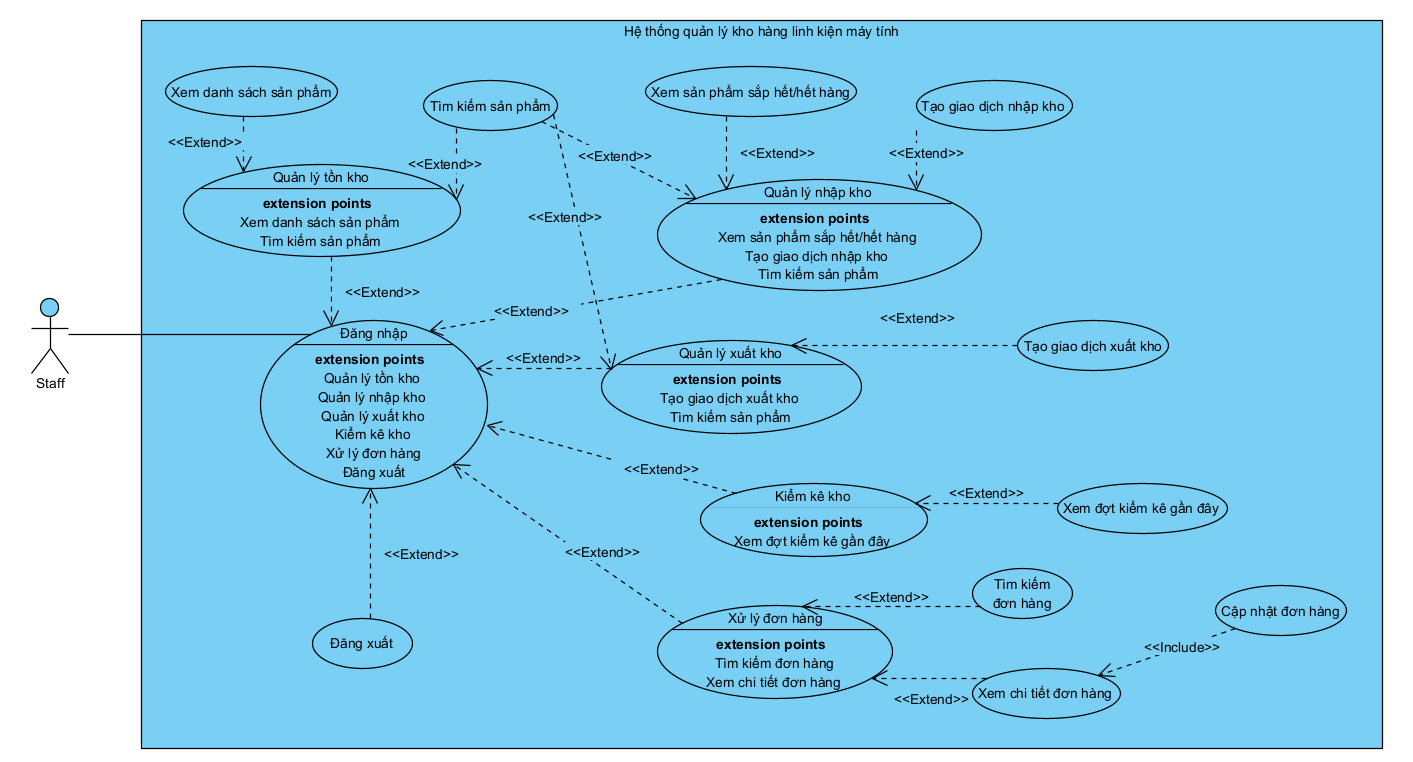 Hệ thống quản lý kho hàng linh kiện máy tính
Xem danh sách sản phẩm
Tìm kiếm sản phẩm
Xem sản phẩm sắp hết/hết hàng
Tạo giao dịch nhập kho
<<Extend>>
<<Extend>>
<<Extend>>
<<Extend>>
<<Extend>>
<<Extend>>
Quản lý tồn kho
extension points
Xem danh sách sản phẩm
Tìm kiếm sản phẩm
Quản lý nhập kho
extension points
Xem sản phẩm sắp hết/hết hàng
Tạo giao dịch nhập kho
Tìm kiếm sản phẩm
<<Extend>>
<<Extend>>
<<Extend>>
Staff
Đăng nhập
extension points
Quản lý tồn kho
Quản lý nhập kho
Quản lý xuất kho
Kiểm kê kho
Xử lý đơn hàng
Đăng xuất
<<Extend>>
Quản lý xuất kho
extension points
Tạo giao dịch xuất kho
Tìm kiếm sản phẩm
Tạo giao dịch xuất kho
<<Extend>>
Kiểm kê kho
extension points
Xem đợt kiểm kê gần đây
<<Extend>>
Xem đợt kiểm kê gần đây
<<Extend>>
<<Extend>>
Đăng xuất
Xử lý đơn hàng
extension points
Tìm kiếm đơn hàng
Xem chi tiết đơn hàng
<<Extend>>
Tìm kiếm
đơn hàng
<<Extend>>
Xem chi tiết đơn hàng
<<Include>>
Cập nhật đơn hàng